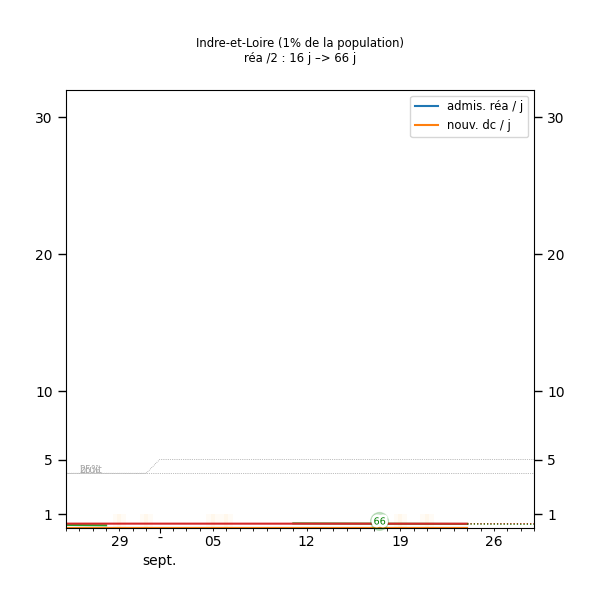 Indre-et-Loire (1% de la population)
réa /2 : 16 j –> 66 j
admis. réa / j
nouv. dc / j
30 30
20 20
10 10
5 5
1 1
66
29 - 05 12 19 26
sept.